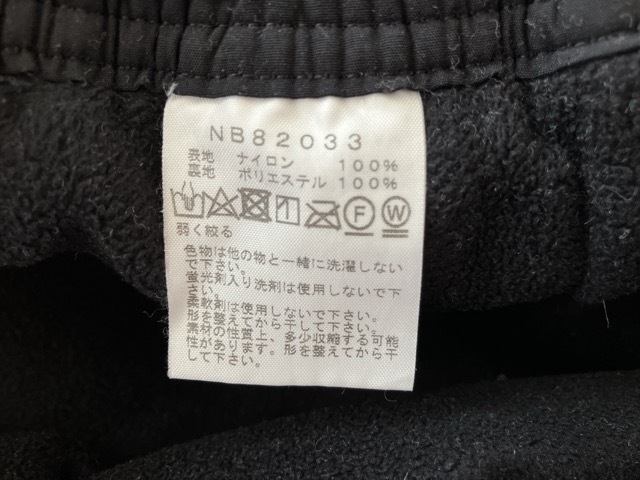 NB82033
表地 ナイロン 100%
裏地 ポリエステル 100%
F W
弱く絞る
色物は他の物と一緒に洗濯しない
で下さい。
蛍光剤入り洗剤は使用しないで下
さい。
柔軟剤は使用しないで下さい。
形を整えてから干して下さい。
素材の性質上、多少収縮する可能
性があります。形を整えてから干
して下さい。